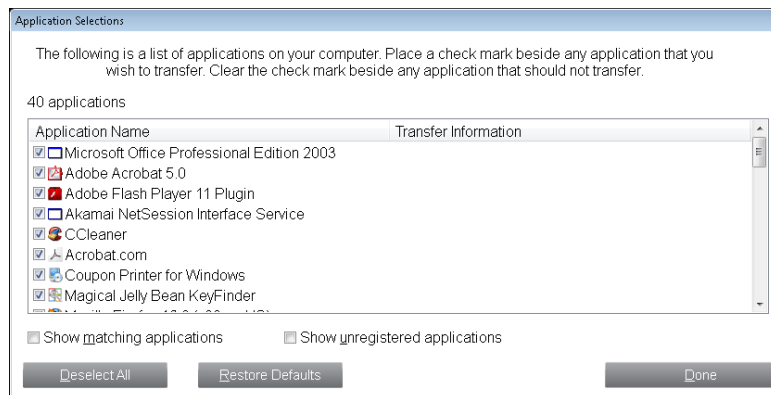 Application Selections
The following is a list of applications on your computer. Place a check mark beside any application that you
wish to transfer. Clear the check mark beside any application that should not transfer.
40 applications
Application Name Transfer Information
Microsoft Office Professional Edition 2003
Adobe Acrobat 5.0
Adobe Flash Player 11 Plugin
Akamai NetSession Interface Service
CCleaner
Acrobat.com
Coupon Printer for Windows
Magical Jelly Bean KeyFinder
Show matching applications Show unregistered applications
Deselect All Restore Defaults Done